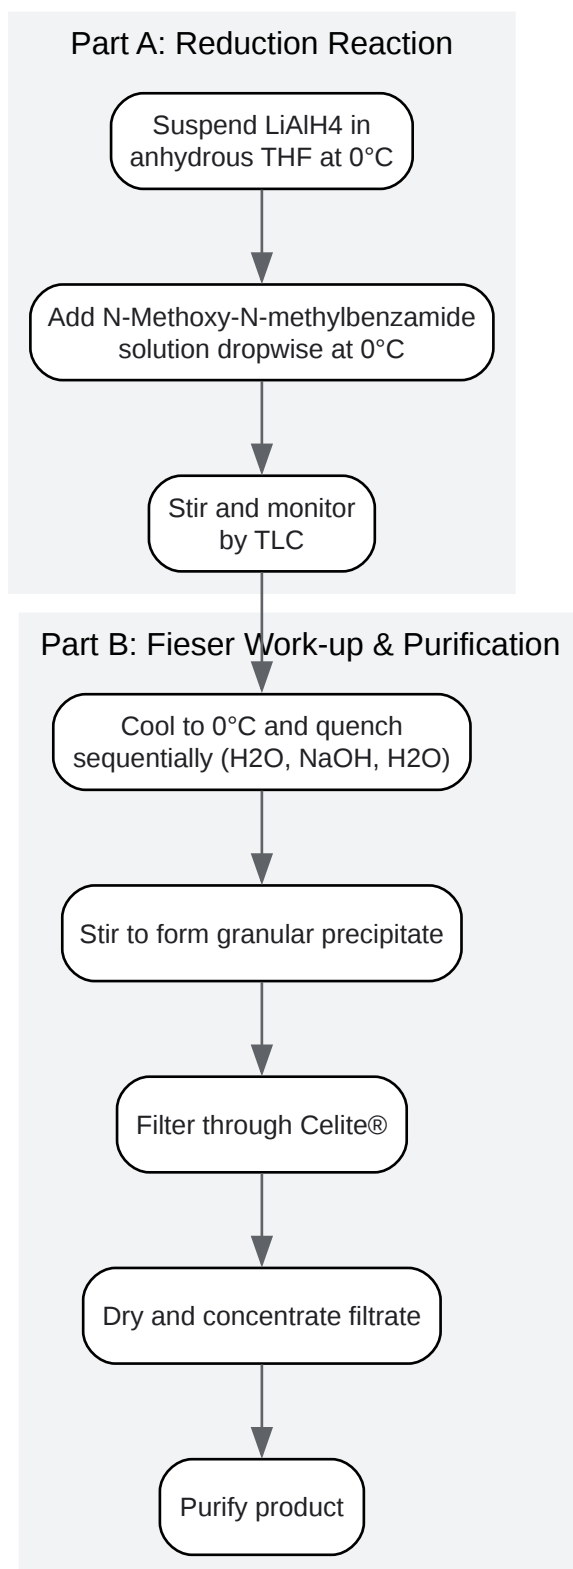 Part A: Reduction Reaction
Suspend LiAlH4 in
anhydrous THF at 0°C
Add N-Methoxy-N-methylbenzamide
solution dropwise at 0°C
Stir and monitor
by TLC
Part B: Fieser Work-up & Purification
Cool to 0°C and quench
sequentially (H2O, NaOH, H2O)
Stir to form granular precipitate
Filter through Celite®
Dry and concentrate filtrate
Purify product